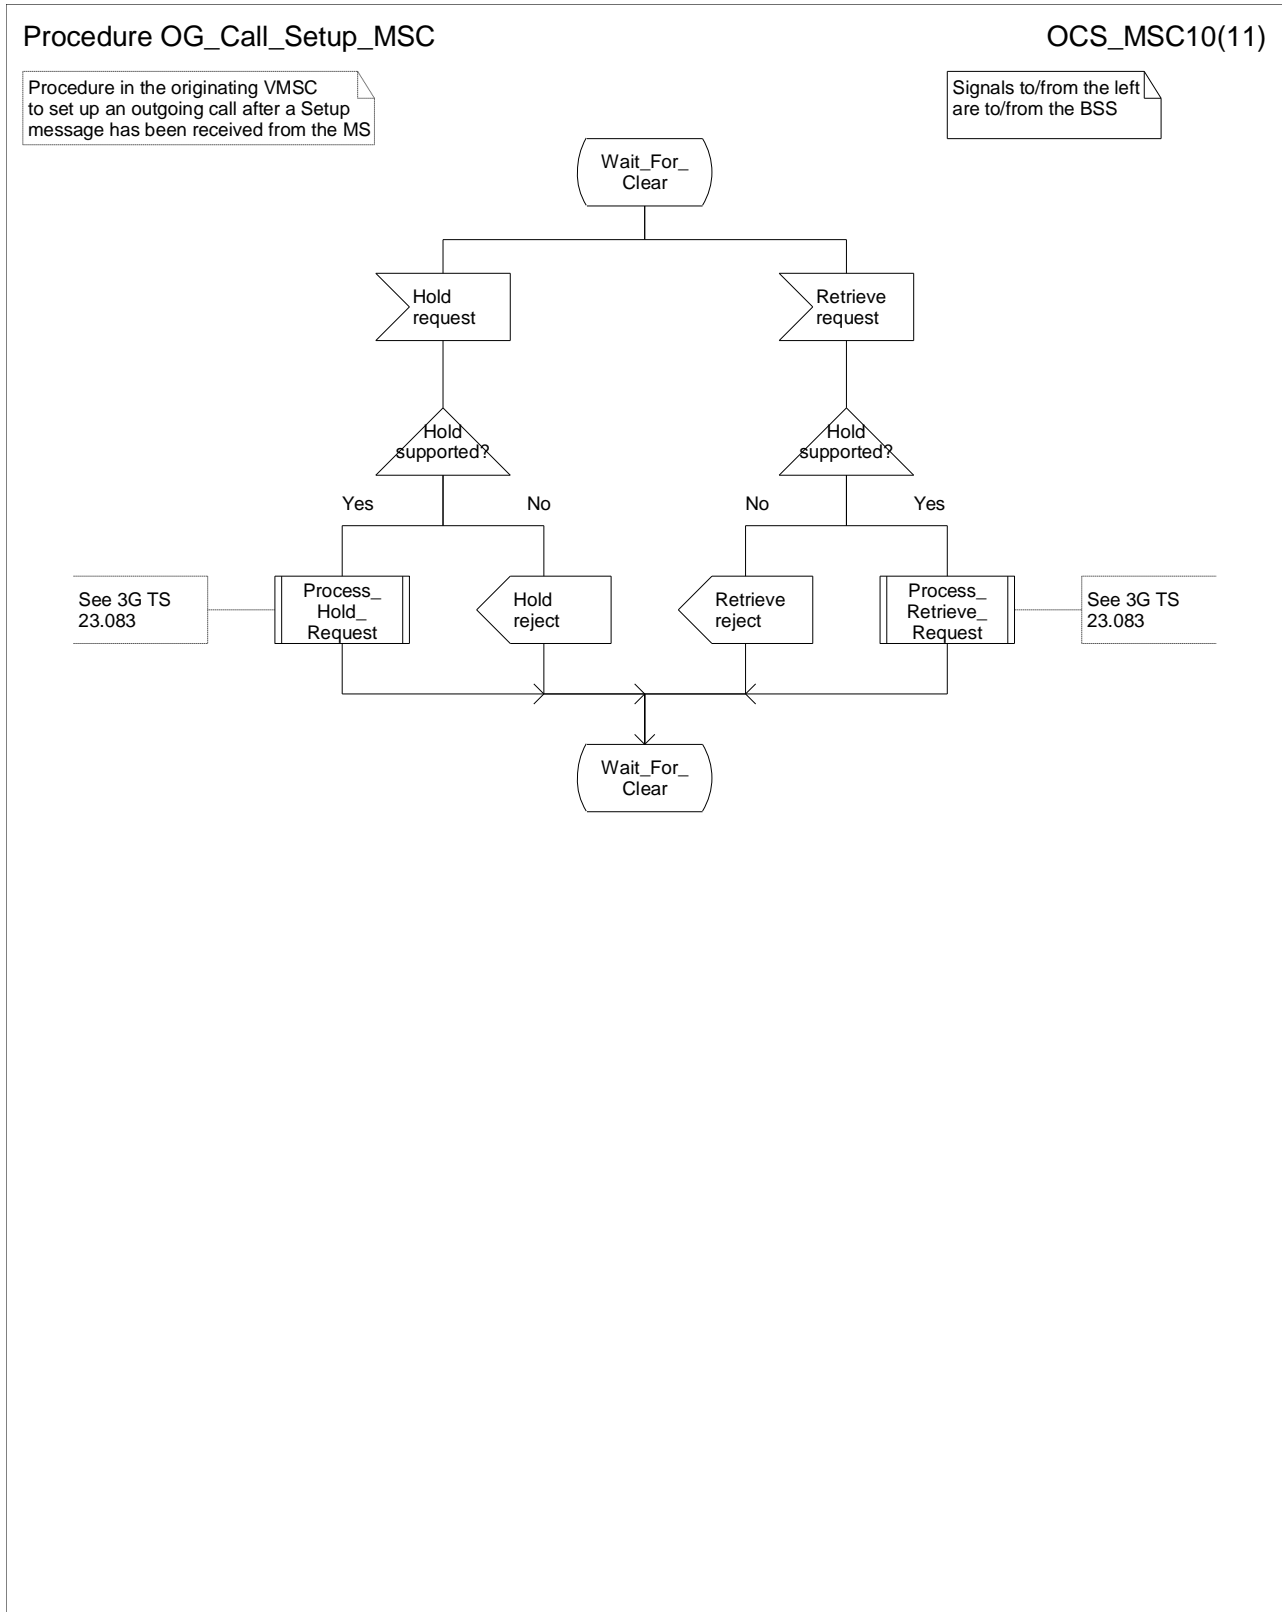 Procedure OG_Call_Setup_MSC
OCS_MSC10(11)
Procedure in the originating VMSC
to set up an outgoing call after a Setup
message has been received from the MS
Signals to/from the left
are to/from the BSS
Wait_For_
Clear
Hold
request
Retrieve
request
Hold
supported?
Hold
supported?
Yes
No
No
Yes
See 3G TS
23.083
Process_
Hold_
Request
Hold
reject
Retrieve
reject
Process_
Retrieve_
Request
See 3G TS
23.083
Wait_For_
Clear